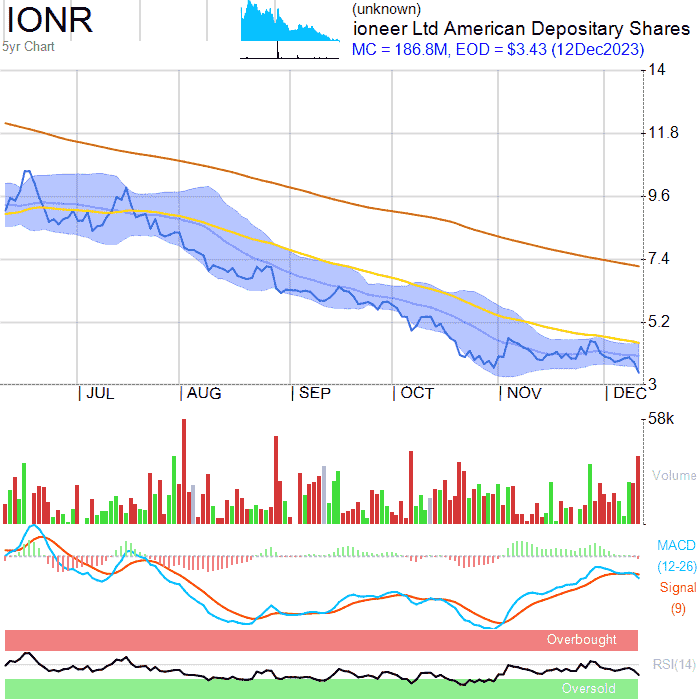 IONR
(unknown)
ioneer Ltd American Depositary Shares
5yr Chart
MC = 186.8M, EOD = $3.43 (12Dec2023)
14
11.8
9.6
7.4
5.2
3
JUL AUG SEP OCT NOV DEC
58k
Volume
MACD
(12-26)
Signal
(9)
Overbought
RSI(14)
Oversold